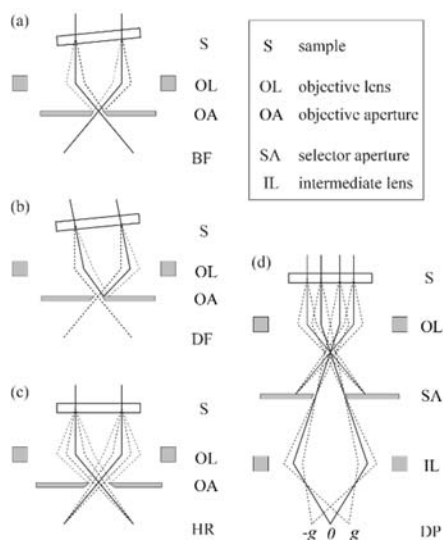 (a)
S
OL
OA
BF
(b)
S
OL
OA
DF
(c)
S
OL
OA
HR
S sample
OL objective lens
OA objective aperture
SA selector aperture
IL intermediate lens
(d)
S
OL
SA
IL
-g 0 g
DP